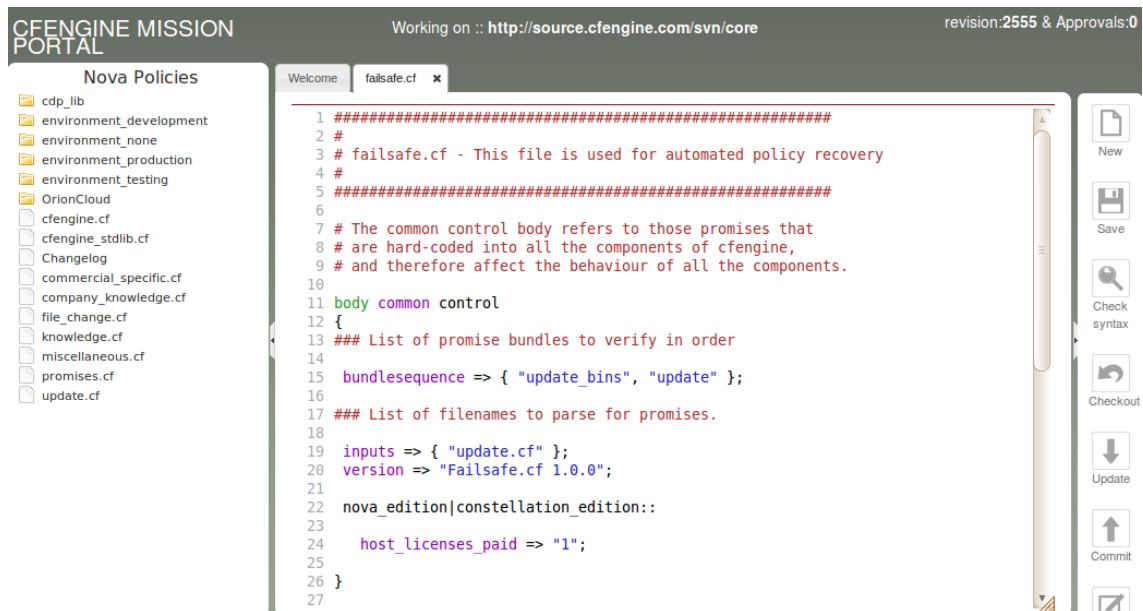 CFENGINE MISSION PORTAL
Working on :: http://source.cfengine.com/svn/core
revision:2555 & Approvals:0
Nova Policies
cdp_lib
environment_development
environment_none
environment_production
environment_testing
OrionCloud
cfengine.cf
cfengine_stdlib.cf
Changelog
commercial_specific.cf
company_knowledge.cf
file_change.cf
knowledge.cf
miscellaneous.cf
promises.cf
update.cf
Welcome
failsafe.cf ×
1 #########################################################
2 #
3 # failsafe.cf - This file is used for automated policy recovery
4 #
5 #########################################################
6
7 # The common control body refers to those promises that
8 # are hard-coded into all the components of cfengine,
9 # and therefore affect the behaviour of all the components.
10
11 body common control
12 {
13 ### List of promise bundles to verify in order
14
15 bundlesequence => { "update_bins", "update" };
16
17 ### List of filenames to parse for promises.
18
19 inputs => { "update.cf" };
20 version => "Failsafe.cf 1.0.0";
21
22 nova_edition|constellation_edition::
23
24 host_licenses_paid => "1";
25
26 }
27
New
Save
Check
syntax
Checkout
Update
Commit